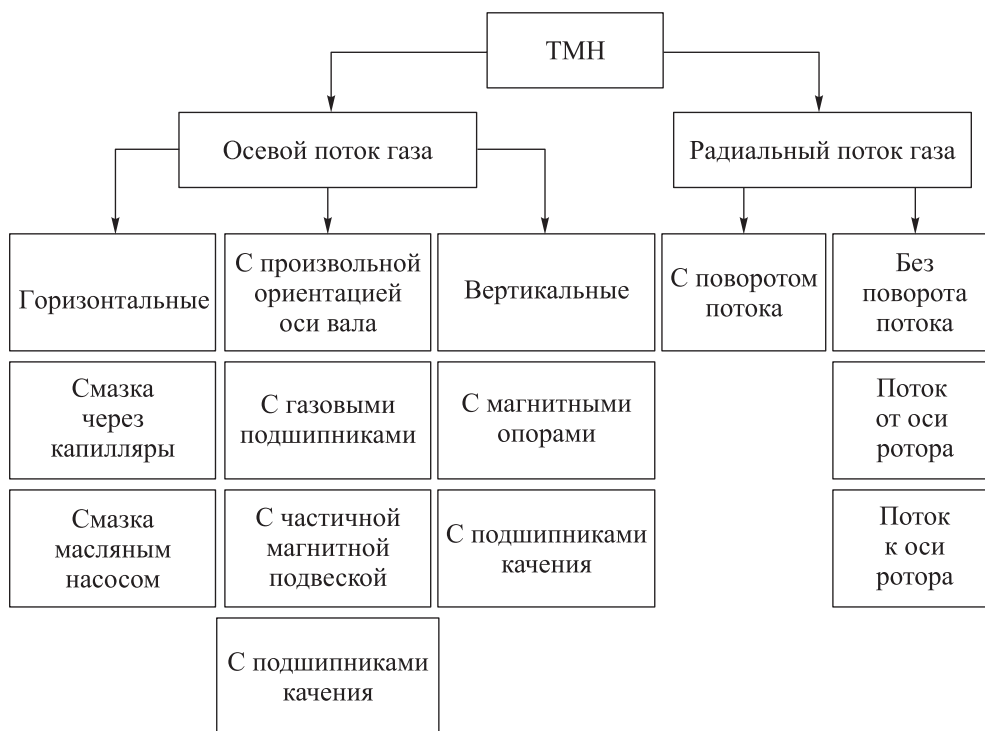 ТМН
Осевой поток газа
Радиальный поток газа
Горизонтальные
С произвольной
ориентацией
оси вала
Вертикальные
С поворотом
потока
Без
поворота
потока
Смазка
через
капилляры
С газовыми
подшипниками
С магнитными
опорами
Поток
от оси
ротора
Смазка
масляным
насосом
С частичной
магнитной
подвеской
С подшипниками
качения
Поток
к оси
ротора
С подшипниками
качения